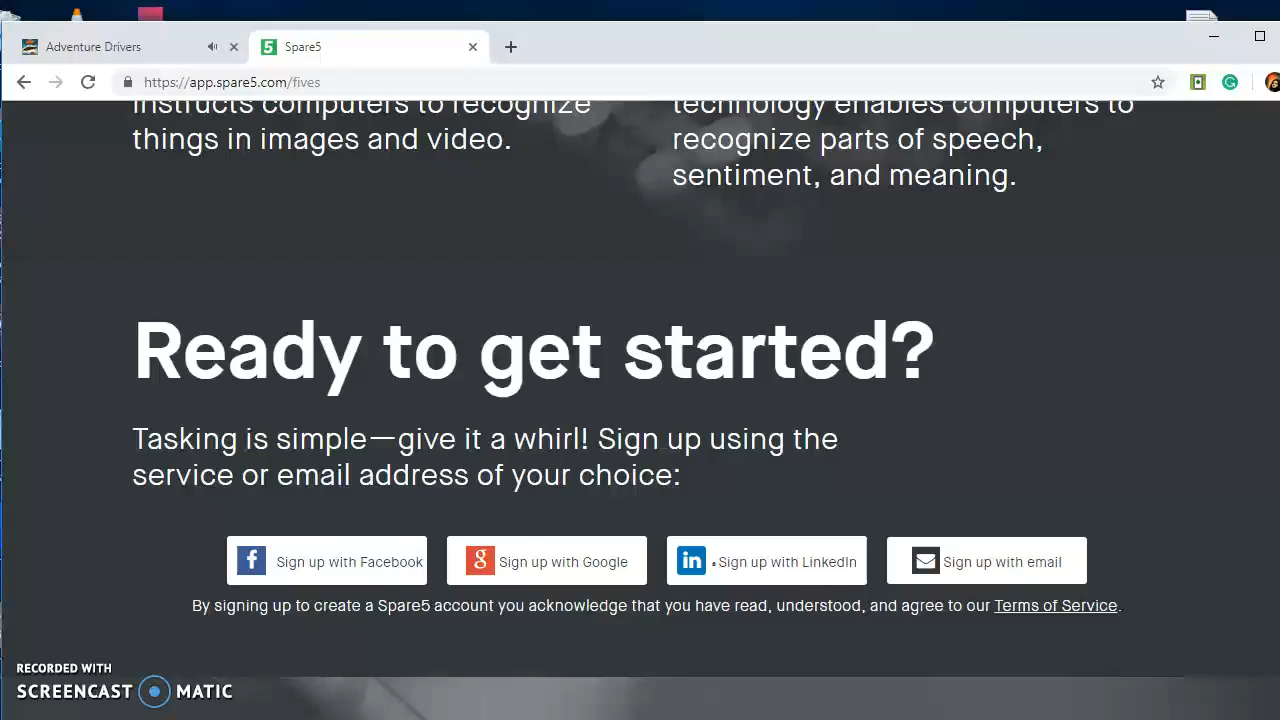 Adventure Drivers
5 Spare5
https://app.spare5.com/fives
instructs computers to recognize
things in images and video.
technology enables computers to
recognize parts of speech,
sentiment, and meaning.
Ready to get started?
Tasking is simple—give it a whirl! Sign up using the
service or email address of your choice:
f Sign up with Facebook
g Sign up with Google
in Sign up with LinkedIn
Sign up with email
By signing up to create a Spare5 account you acknowledge that you have read, understood, and agree to our Terms of Service.
RECORDED WITH
SCREENCAST MATIC